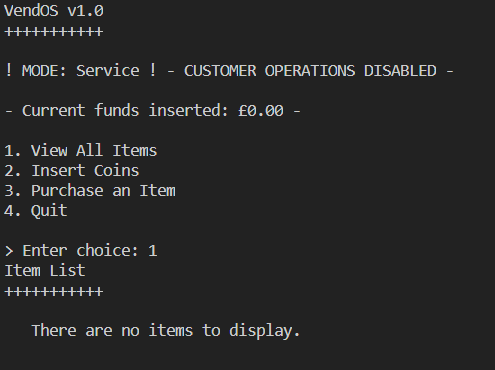 VendOS v1.0
+++++++++++
! MODE: Service ! - CUSTOMER OPERATIONS DISABLED -
- Current funds inserted: £0.00 -
1. View All Items
2. Insert Coins
3. Purchase an Item
4. Quit
> Enter choice: 1
Item List
+++++++++++
There are no items to display.